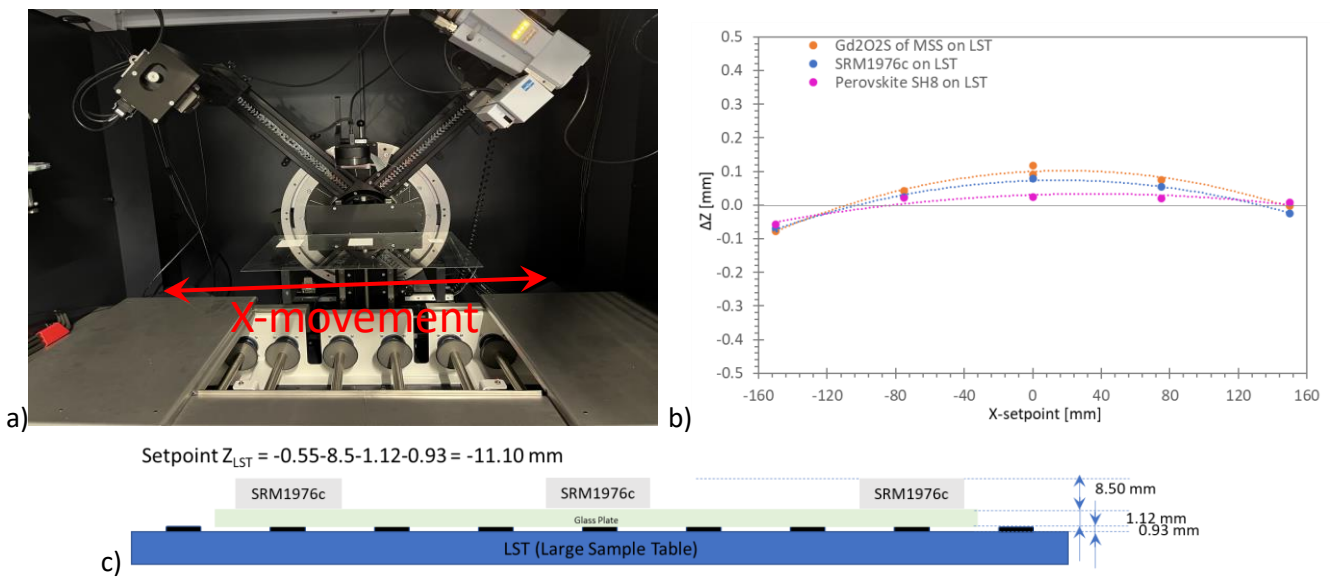 a)
X-movement
b)
Gd2O2S of MSS on LST
SRM1976c on LST
Perovskite SH8 on LST
0.5
0.4
0.3
0.2
0.1
0.0
-0.1
-0.2
-0.3
-0.4
-0.5
ΔZ [mm]
-160 -120 -80 -40 0 40 80 120 160
X-setpoint [mm]
c)
Setpoint Z_LST = -0.55-8.5-1.12-0.93 = -11.10 mm
SRM1976c SRM1976c SRM1976c
8.50 mm
Glass Plate
1.12 mm
0.93 mm
LST (Large Sample Table)